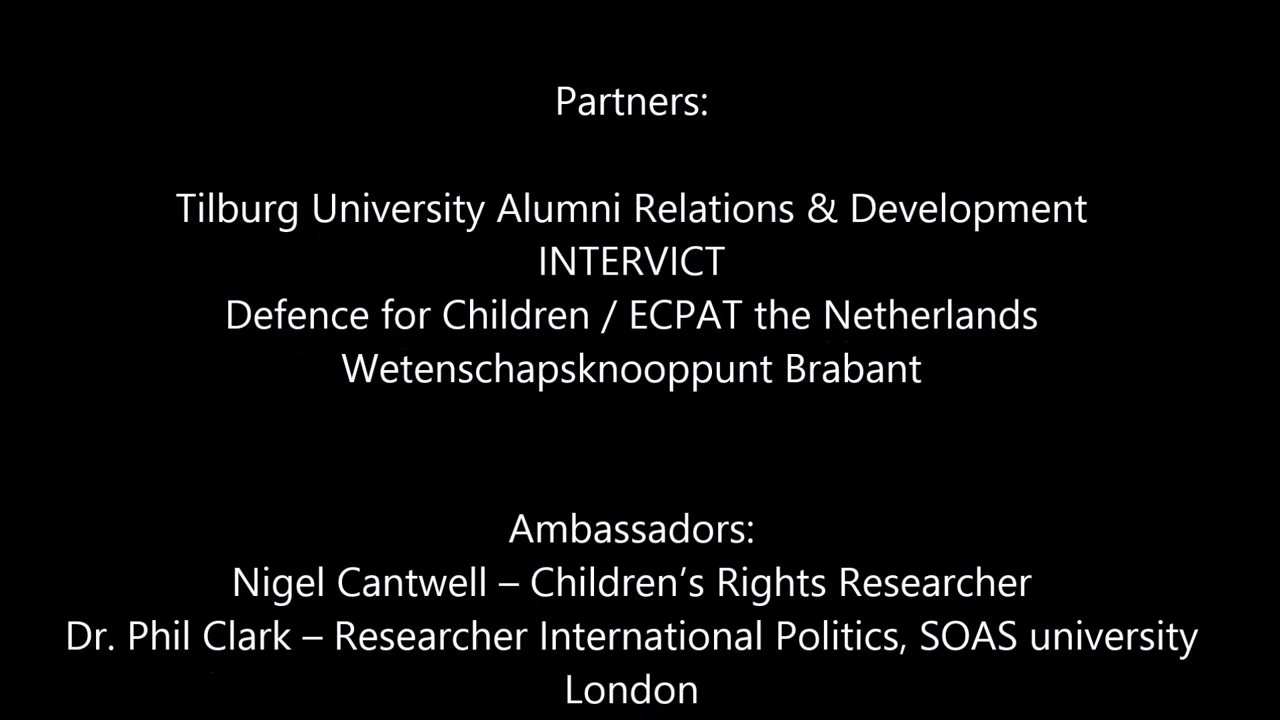 Partners:
Tilburg University Alumni Relations & Development
INTERVICT
Defence for Children / ECPAT the Netherlands
Wetenschapsknooppunt Brabant
Ambassadors:
Nigel Cantwell – Children’s Rights Researcher
Dr. Phil Clark – Researcher International Politics, SOAS university
London